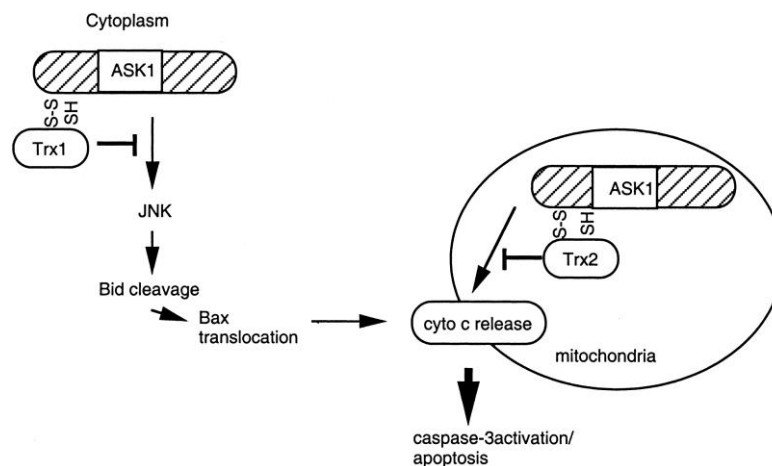 Cytoplasm
ASK1
S-S
SH
Trx1
JNK
Bid cleavage
Bax
translocation
ASK1
S-S
SH
Trx2
cyto c release
mitochondria
caspase-3activation/
apoptosis